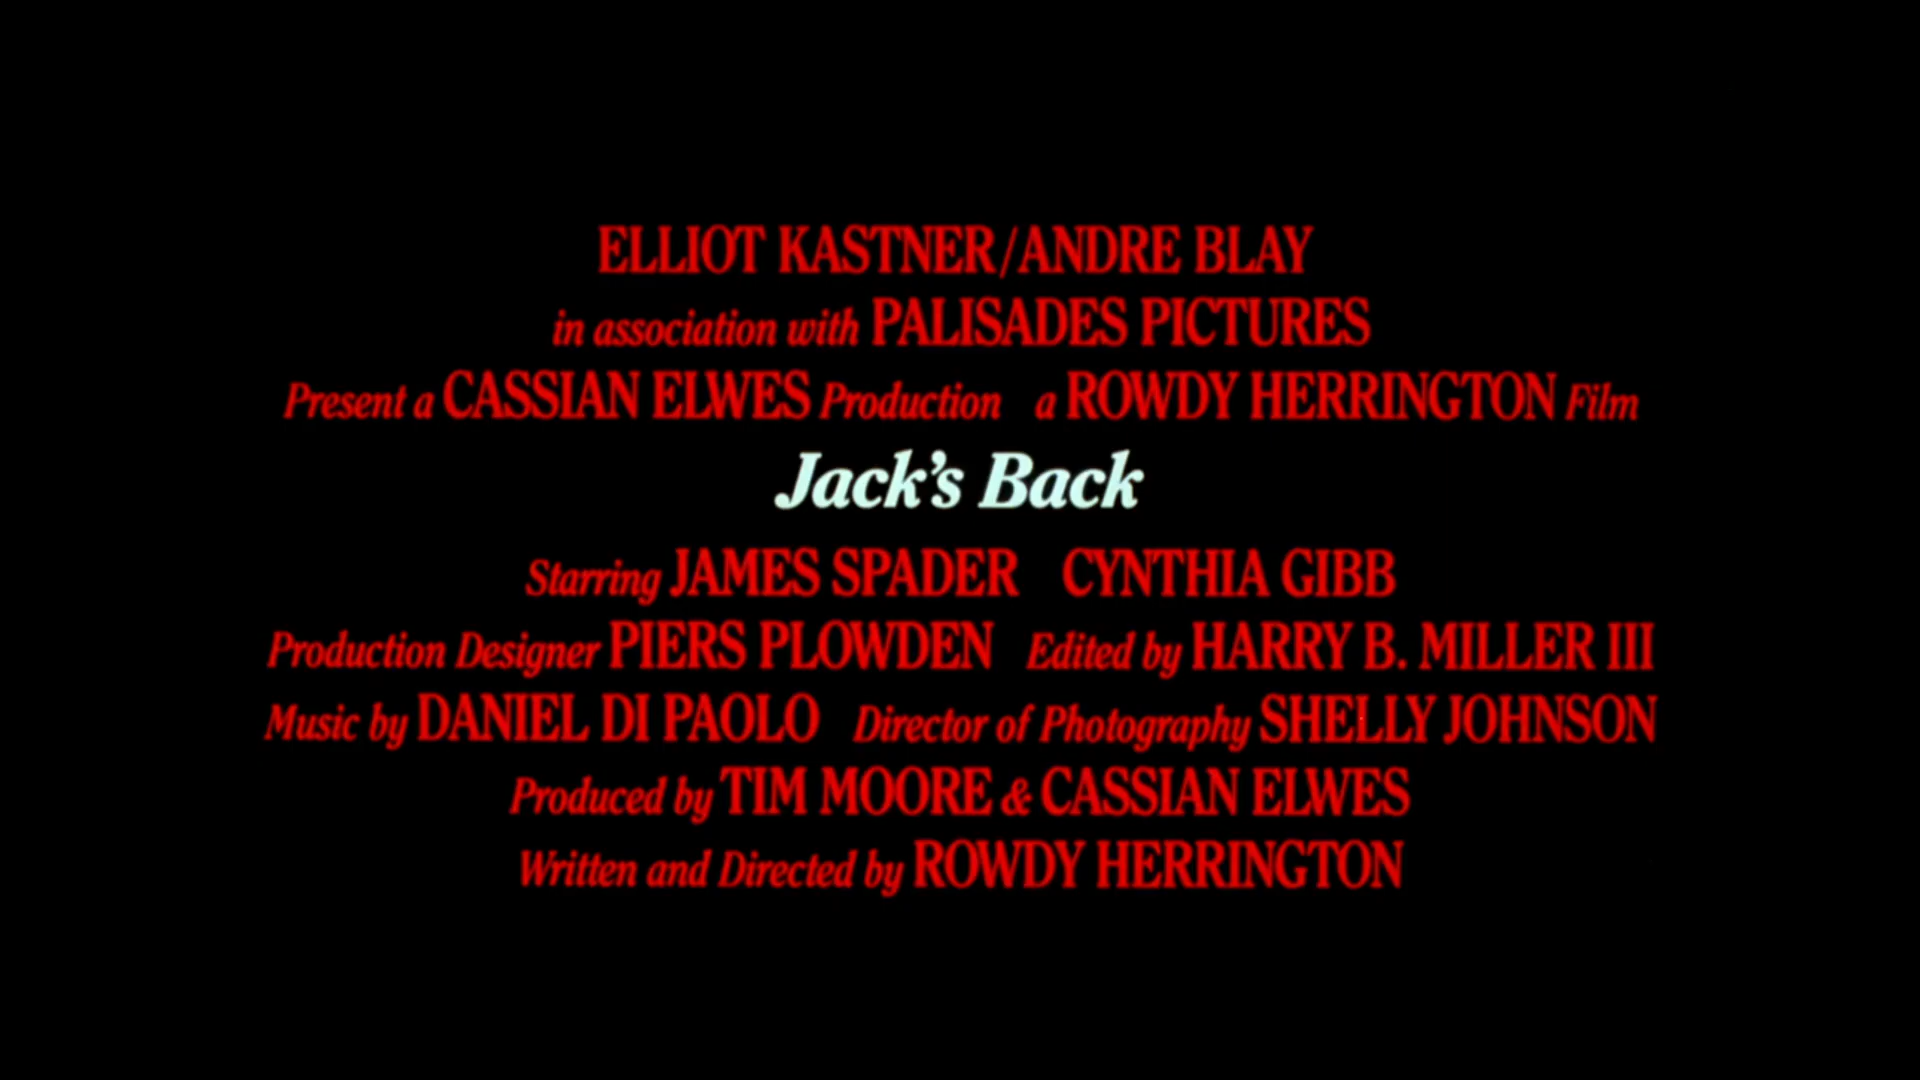 ELLIOT KASTNER/ANDRE BLAY
in association with PALISADES PICTURES
Present a CASSIAN ELWES Production a ROWDY HERRINGTON Film
Jack's Back
Starring JAMES SPADER CYNTHIA GIBB
Production Designer PIERS PLOWDEN Edited by HARRY B. MILLER III
Music by DANIEL DI PAOLO Director of Photography SHELLY JOHNSON
Produced by TIM MOORE & CASSIAN ELWES
Written and Directed by ROWDY HERRINGTON